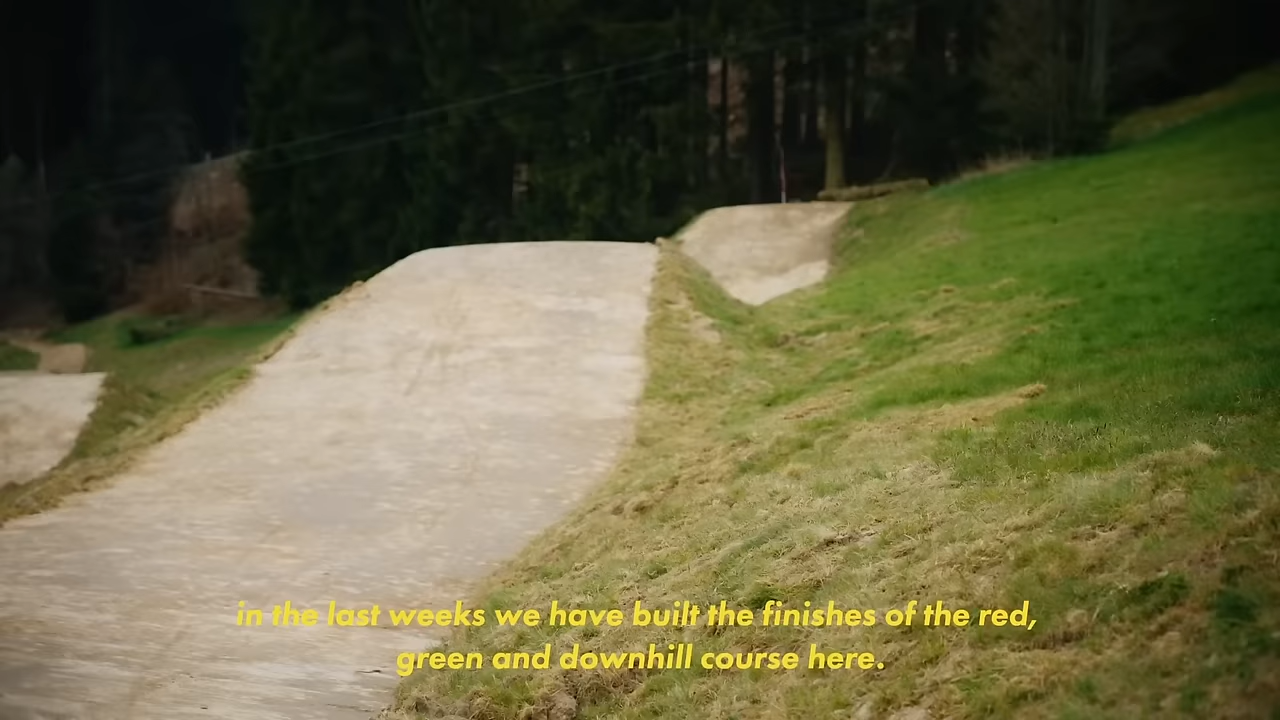 in the last weeks we have built the finishes of the red,
green and downhill course here.